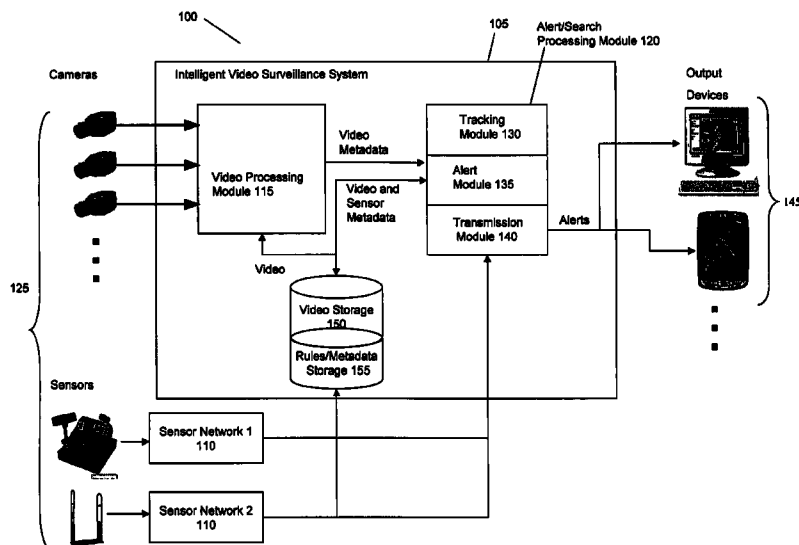 100
105
Alert/Search
Processing Module 120
Cameras
Intelligent Video Surveillance System
Output
Devices
Video Processing
Module 115
Video
Metadata
Tracking
Module 130
Alert
Module 135
Video and
Sensor
Metadata
Transmission
Module 140
Alerts
145
125
Video
Video Storage
150
Rules/Metadata
Storage 155
Sensors
Sensor Network 1
110
Sensor Network 2
110